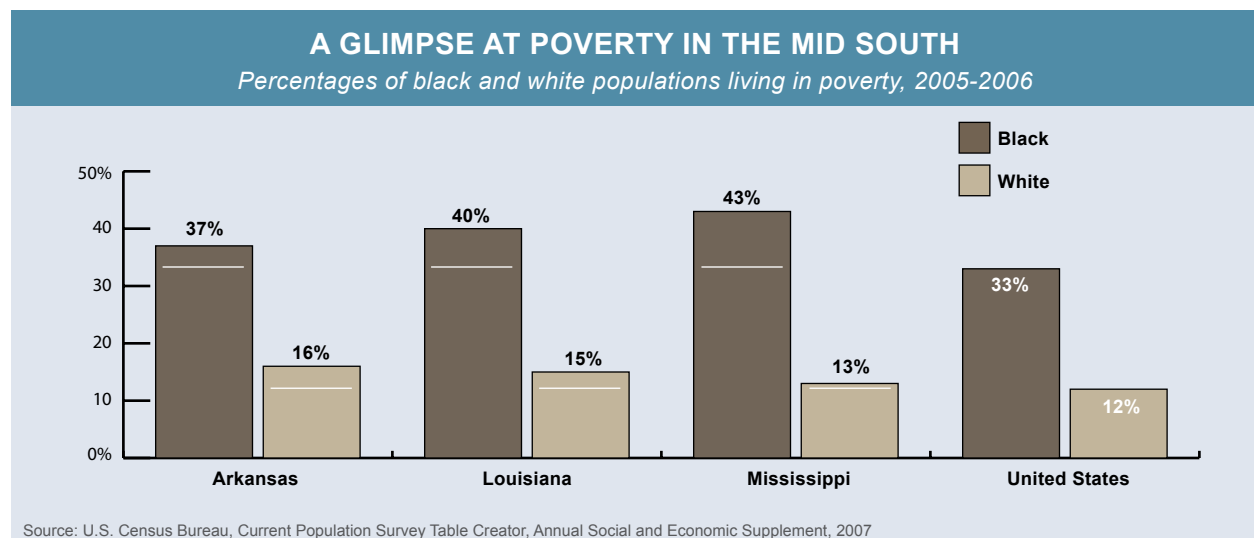 A GLIMPSE AT POVERTY IN THE MID SOUTH
Percentages of black and white populations living in poverty, 2005-2006
Black
White
50%
40
30
20
10
0%
37%
16%
40%
15%
43%
13%
33%
12%
Arkansas
Louisiana
Mississippi
United States
Source: U.S. Census Bureau, Current Population Survey Table Creator, Annual Social and Economic Supplement, 2007